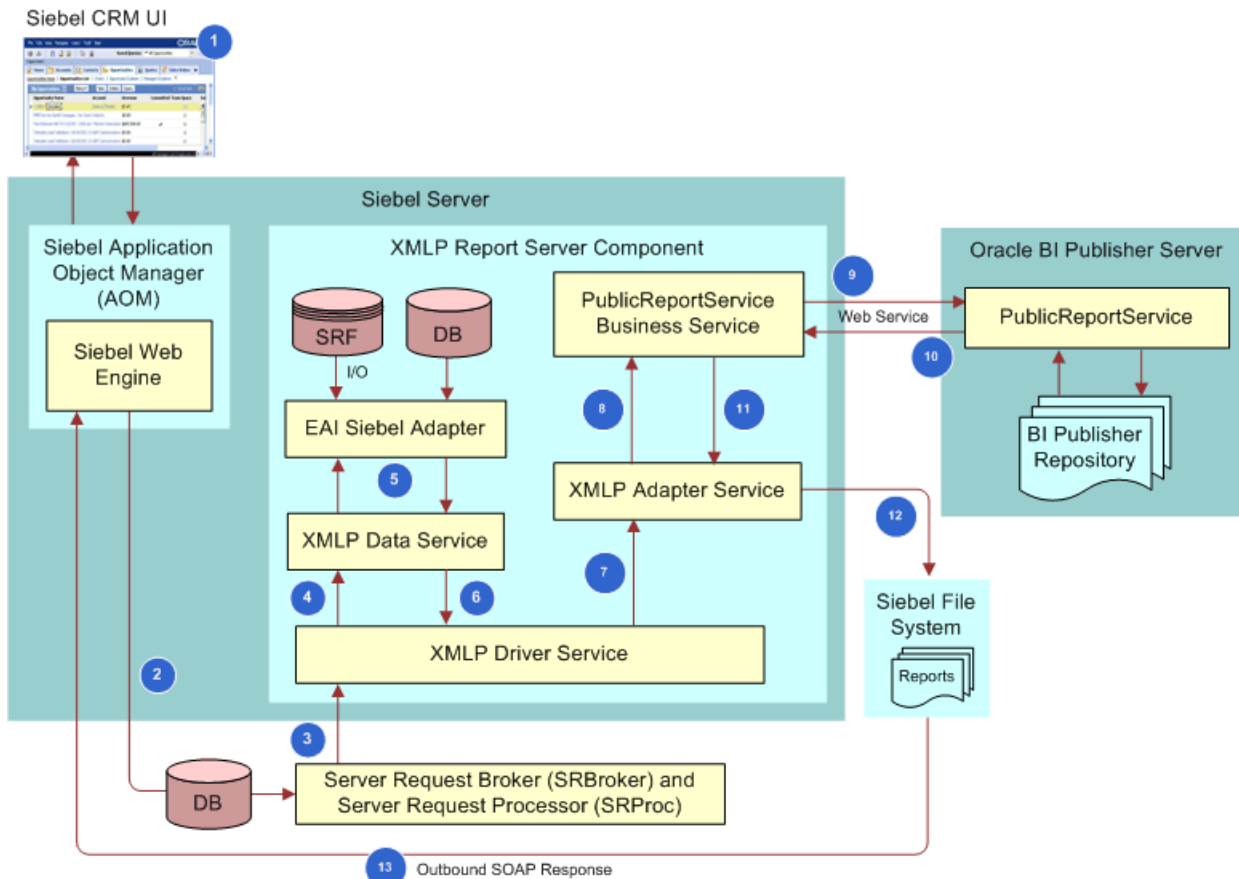 Siebel CRM UI
1
Siebel Server
Siebel Application
Object Manager
(AOM)
Siebel Web
Engine
XMLP Report Server Component
SRF
DB
I/O
EAI Siebel Adapter
5
XMLP Data Service
4
6
XMLP Driver Service
PublicReportService
Business Service
8
11
XMLP Adapter Service
7
9
Web Service
10
Oracle BI Publisher Server
PublicReportService
BI Publisher
Repository
12
Siebel File
System
Reports
2
3
DB
Server Request Broker (SRBroker) and
Server Request Processor (SRProc)
13
Outbound SOAP Response